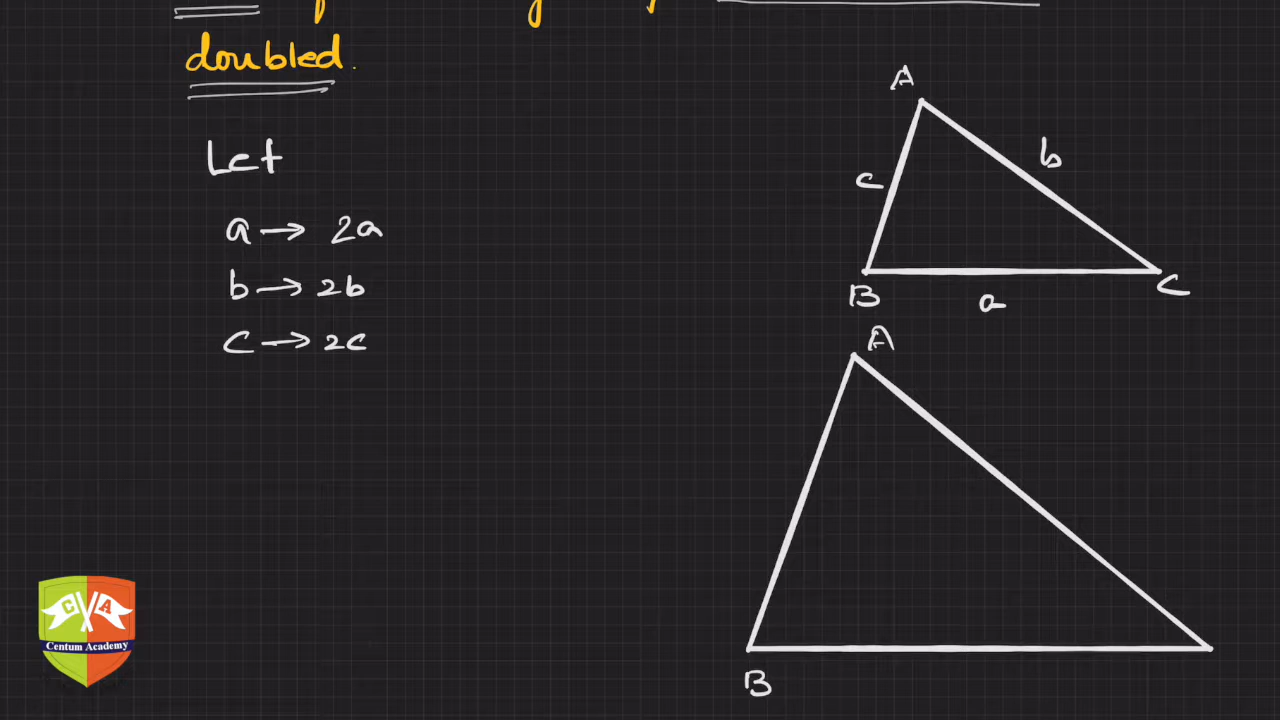 doubled.
Let
a → 2a
b → 2b
c → 2c
A
b
c
B
a
C
A
B
C A
Centum Academy